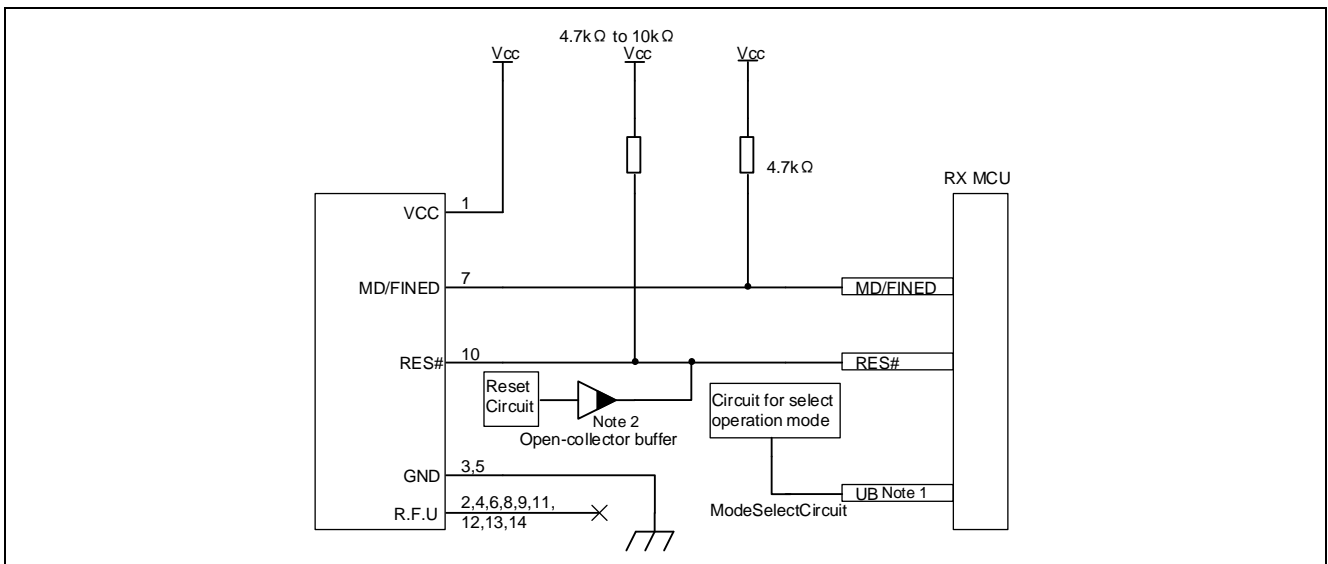 4.7kΩ to 10kΩ
Vcc
Vcc
Vcc
4.7kΩ
RX MCU
VCC
1
MD/FINED
7
MD/FINED
RES#
10
RES#
Reset
Circuit
Note 2
Open-collector buffer
Circuit for select
operation mode
GND
3,5
UB Note 1
ModeSelectCircuit
R.F.U
2,4,6,8,9,11,
12,13,14